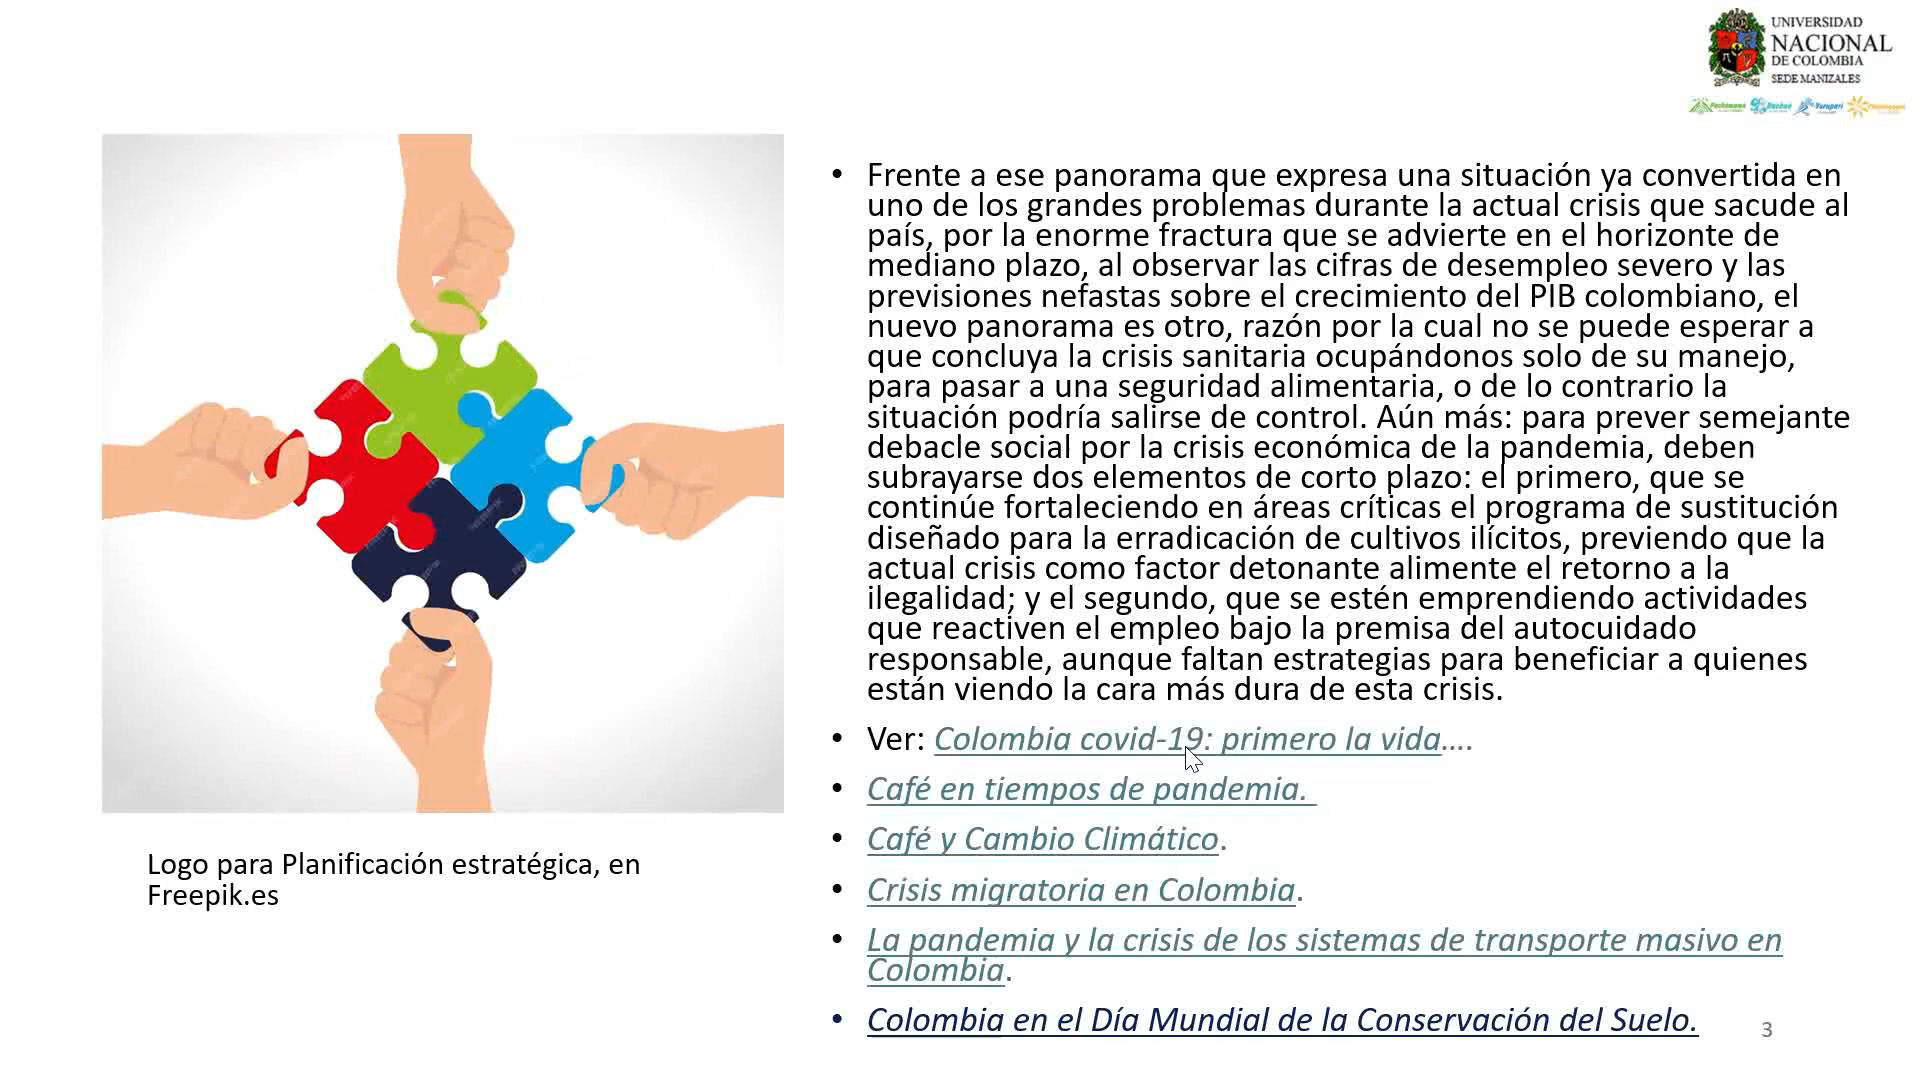 UNIVERSIDAD
NACIONAL
DE COLOMBIA
SEDE MANIZALES
• Frente a ese panorama que expresa una situación ya convertida en
uno de los grandes problemas durante la actual crisis que sacude al
país, por la enorme fractura que se advierte en el horizonte de
mediano plazo, al observar las cifras de desempleo severo y las
previsiones nefastas sobre el crecimiento del PIB colombiano, el
nuevo panorama es otro, razón por la cual no se puede esperar a
que concluya la crisis sanitaria ocupándonos solo de su manejo,
para pasar a una seguridad alimentaria, o de lo contrario la
situación podría salirse de control. Aún más: para prever semejante
debacle social por la crisis económica de la pandemia, deben
subrayarse dos elementos de corto plazo: el primero, que se
continúe fortaleciendo en áreas críticas el programa de sustitución
diseñado para la erradicación de cultivos ilícitos, previendo que la
actual crisis como factor detonante alimente el retorno a la
ilegalidad; y el segundo, que se estén emprendiendo actividades
que reactiven el empleo bajo la premisa del autocuidado
responsable, aunque faltan estrategias para beneficiar a quienes
están viendo la cara más dura de esta crisis.
• Ver: Colombia covid-19: primero la vida....
• Café en tiempos de pandemia.
• Café y Cambio Climático.
• Crisis migratoria en Colombia.
• La pandemia y la crisis de los sistemas de transporte masivo en
Colombia.
• Colombia en el Día Mundial de la Conservación del Suelo.
Logo para Planificación estratégica, en
Freepik.es
3